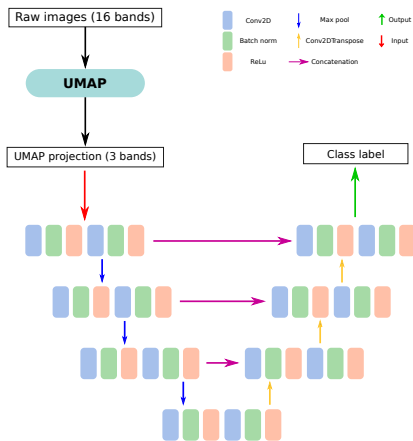 Raw images (16 bands)
Conv2D
Max pool
Output
Batch norm
Conv2DTranspose
Input
ReLu
Concatenation
UMAP
UMAP projection (3 bands)
Class label